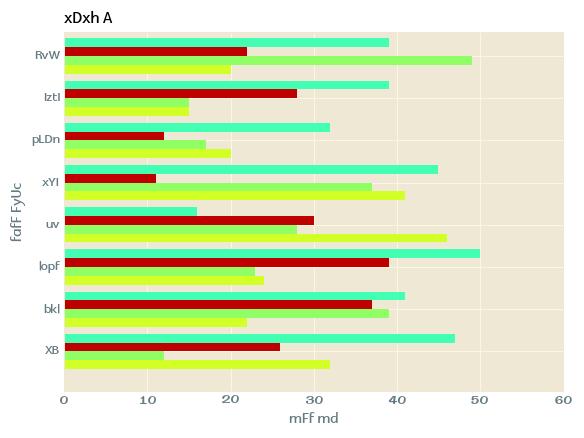 xDxh A
RvW
Iztl
pLDn
xYl
uv
lopf
bkl
XB
fafF FyUc
0 10 20 30 40 50 60
mFf md